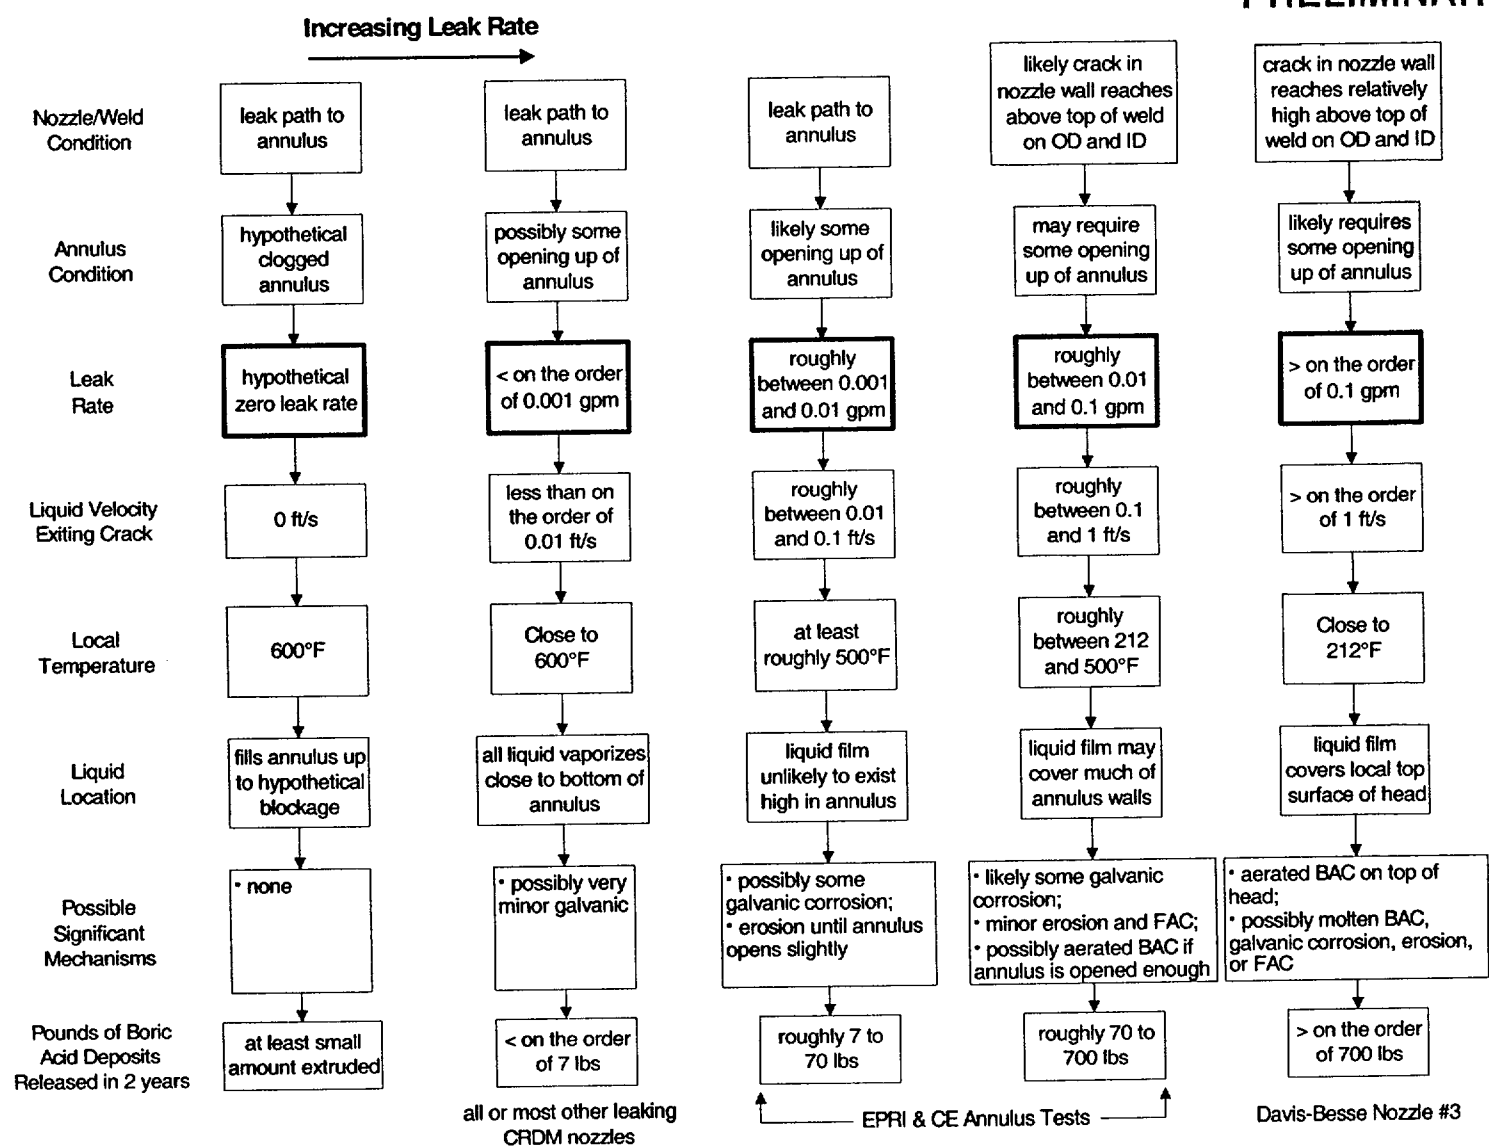 PRELIMINAR
Increasing Leak Rate
Nozzle/Weld
Condition
leak path to
annulus
leak path to
annulus
leak path to
annulus
likely crack in
nozzle wall reaches
above top of weld
on OD and ID
crack in nozzle wall
reaches relatively
high above top of
weld on OD and ID
Annulus
Condition
hypothetical
clogged
annulus
possibly some
opening up of
annulus
likely some
opening up of
annulus
may require
some opening
up of annulus
likely requires
some opening
up of annulus
Leak
Rate
hypothetical
zero leak rate
< on the order
of 0.001 gpm
roughly
between 0.001
and 0.01 gpm
roughly
between 0.01
and 0.1 gpm
> on the order
of 0.1 gpm
Liquid Velocity
Exiting Crack
0 ft/s
less than on
the order of
0.01 ft/s
roughly
between 0.01
and 0.1 ft/s
roughly
between 0.1
and 1 ft/s
> on the order
of 1 ft/s
Local
Temperature
600°F
Close to
600°F
at least
roughly 500°F
roughly
between 212
and 500°F
Close to
212°F
Liquid
Location
fills annulus up
to hypothetical
blockage
all liquid vaporizes
close to bottom of
annulus
liquid film
unlikely to exist
high in annulus
liquid film may
cover much of
annulus walls
liquid film
covers local top
surface of head
Possible
Significant
Mechanisms
• none
• possibly very
minor galvanic
• possibly some
galvanic corrosion;
• erosion until annulus
opens slightly
• likely some galvanic
corrosion;
• minor erosion and FAC;
• possibly aerated BAC if
annulus is opened enough
• aerated BAC on top of
head;
• possibly molten BAC,
galvanic corrosion, erosion,
or FAC
Pounds of Boric
Acid Deposits
Released in 2 years
at least small
amount extruded
< on the order
of 7 lbs
roughly 7 to
70 lbs
roughly 70 to
700 lbs
> on the order
of 700 lbs
all or most other leaking
CRDM nozzles
EPRI & CE Annulus Tests
Davis-Besse Nozzle #3